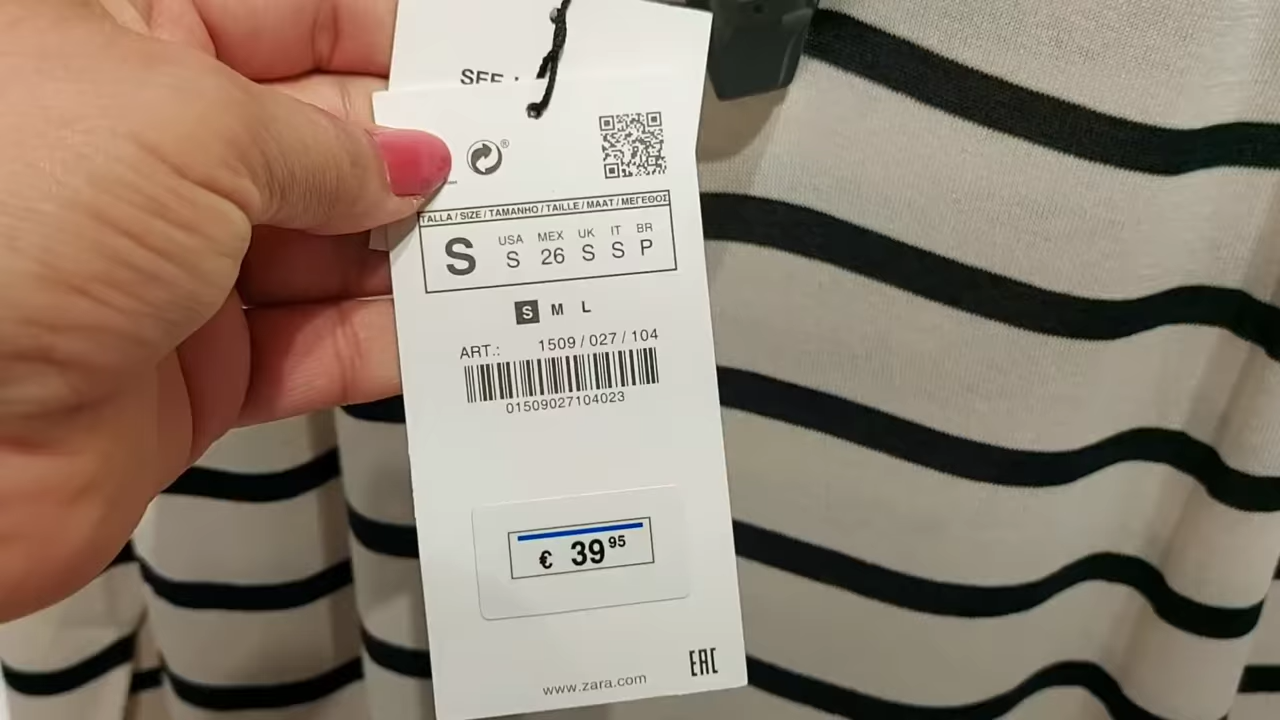 ®
TALLA / SIZE / TAMANHO / TAILLE / MAAT / ΜΕΓΕΘΟΣ
S
USA MEX UK IT BR
S 26 S S P
S M L
ART.: 1509 / 027 / 104
01509027104023
€ 39 95
EAC
www.zara.com